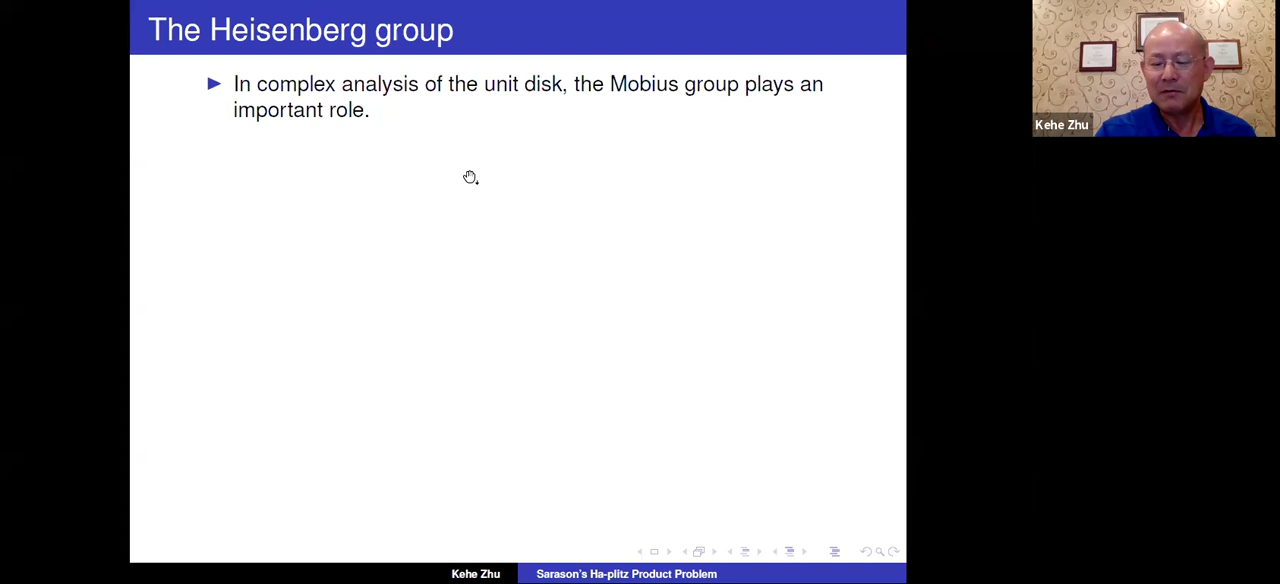 The Heisenberg group
In complex analysis of the unit disk, the Mobius group plays an
important role.
Kehe Zhu
Kehe Zhu
Sarason's Ha-plitz Product Problem